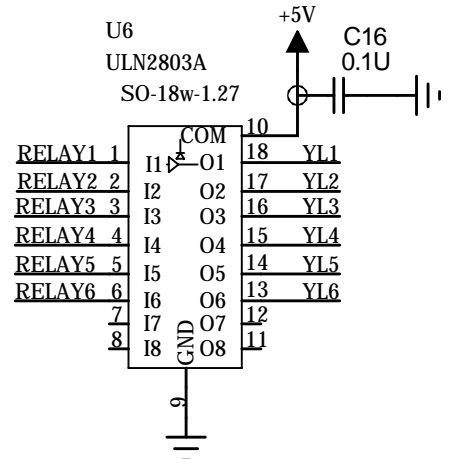 +5V
U6
ULN2803A
SO-18w-1.27
C16
0.1U
COM 10
RELAY1 1 I1 O1 18 YL1
RELAY2 2 I2 O2 17 YL2
RELAY3 3 I3 O3 16 YL3
RELAY4 4 I4 O4 15 YL4
RELAY5 5 I5 O5 14 YL5
RELAY6 6 I6 O6 13 YL6
7 I7 O7 12
8 I8 O8 11
GND
9